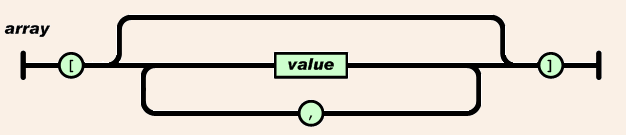 array
[ value ]
,